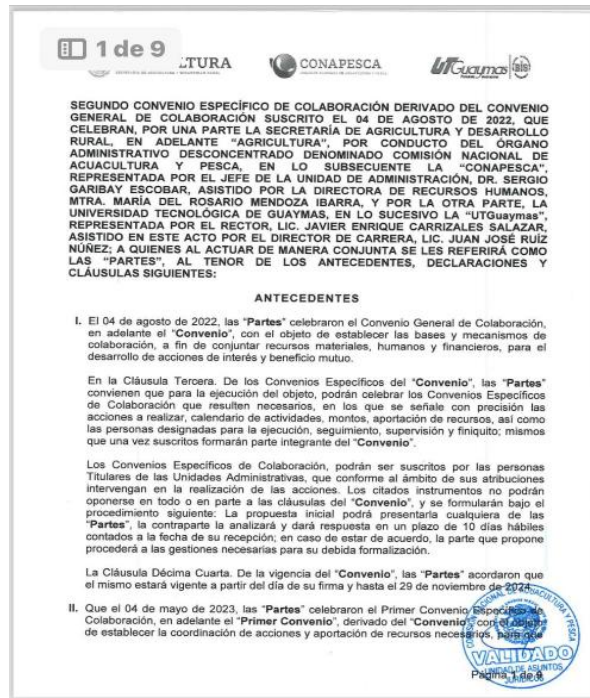 1 de 9
TURA
CONAPESCA
UTGuaymas
SEGUNDO CONVENIO ESPECÍFICO DE COLABORACIÓN DERIVADO DEL CONVENIO
GENERAL DE COLABORACIÓN SUSCRITO EL 04 DE AGOSTO DE 2022, QUE
CELEBRAN, POR UNA PARTE LA SECRETARÍA DE AGRICULTURA Y DESARROLLO
RURAL, EN ADELANTE "AGRICULTURA", POR CONDUCTO DEL ÓRGANO
ADMINISTRATIVO DESCONCENTRADO DENOMINADO COMISIÓN NACIONAL DE
ACUACULTURA Y PESCA, EN LO SUBSECUENTE LA "CONAPESCA",
REPRESENTADA POR EL JEFE DE LA UNIDAD DE ADMINISTRACIÓN, DR. SERGIO
GARIBAY ESCOBAR, ASISTIDO POR LA DIRECTORA DE RECURSOS HUMANOS,
MTRA. MARÍA DEL ROSARIO MENDOZA IBARRA, Y POR LA OTRA PARTE, LA
UNIVERSIDAD TECNOLÓGICA DE GUAYMAS, EN LO SUCESIVO LA "UTGuaymas",
REPRESENTADA POR EL RECTOR, LIC. JAVIER ENRIQUE CARRIZALES SALAZAR,
ASISTIDO EN ESTE ACTO POR EL DIRECTOR DE CARRERA, LIC. JUAN JOSÉ RUÍZ
NÚÑEZ; A QUIENES AL ACTUAR DE MANERA CONJUNTA SE LES REFERIRÁ COMO
LAS "PARTES", AL TENOR DE LOS ANTECEDENTES, DECLARACIONES Y
CLÁUSULAS SIGUIENTES:
ANTECEDENTES
I. El 04 de agosto de 2022, las "Partes" celebraron el Convenio General de Colaboración,
en adelante el "Convenio", con el objeto de establecer las bases y mecanismos de
colaboración, a fin de conjuntar recursos materiales, humanos y financieros, para el
desarrollo de acciones de interés y beneficio mutuo.
En la Cláusula Tercera. De los Convenios Específicos del "Convenio", las "Partes"
convienen que para la ejecución del objeto, podrán celebrar los Convenios Específicos
de Colaboración que resulten necesarios, en los que se señale con precisión las
acciones a realizar, calendario de actividades, montos, aportación de recursos, así como
las personas designadas para la ejecución, seguimiento, supervisión y finiquito; mismos
que una vez suscritos formarán parte integrante del "Convenio".
Los Convenios Específicos de Colaboración, podrán ser suscritos por las personas
Titulares de las Unidades Administrativas, que conforme al ámbito de sus atribuciones
intervengan en la realización de las acciones. Los citados instrumentos no podrán
oponerse en todo o en parte a las cláusulas del "Convenio", y se formularán bajo el
procedimiento siguiente: La propuesta inicial podrá presentarla cualquiera de las
"Partes", la contraparte la analizará y dará respuesta en un plazo de 10 días hábiles
contados a la fecha de su recepción; en caso de estar de acuerdo, la parte que propone
procederá a las gestiones necesarias para su debida formalización.
La Cláusula Décima Cuarta. De la vigencia del "Convenio", las "Partes" acordaron que
el mismo estará vigente a partir del día de su firma y hasta el 29 de noviembre de 2024.
II. Que el 04 de mayo de 2023, las "Partes" celebraron el Primer Convenio Específico de
Colaboración, en adelante el "Primer Convenio", derivado del "Convenio" con el objeto
de establecer la coordinación de acciones y aportación de recursos necesarios, para que
VALIDADO
UNIDAD DE ASUNTOS
JURÍDICOS
Página 1 de 9